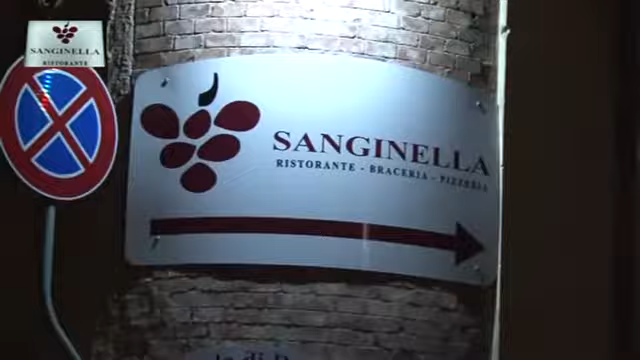 SANGINELLA
RISTORANTE
SANGINELLA
RISTORANTE - BRACERIA - PIZZERIA